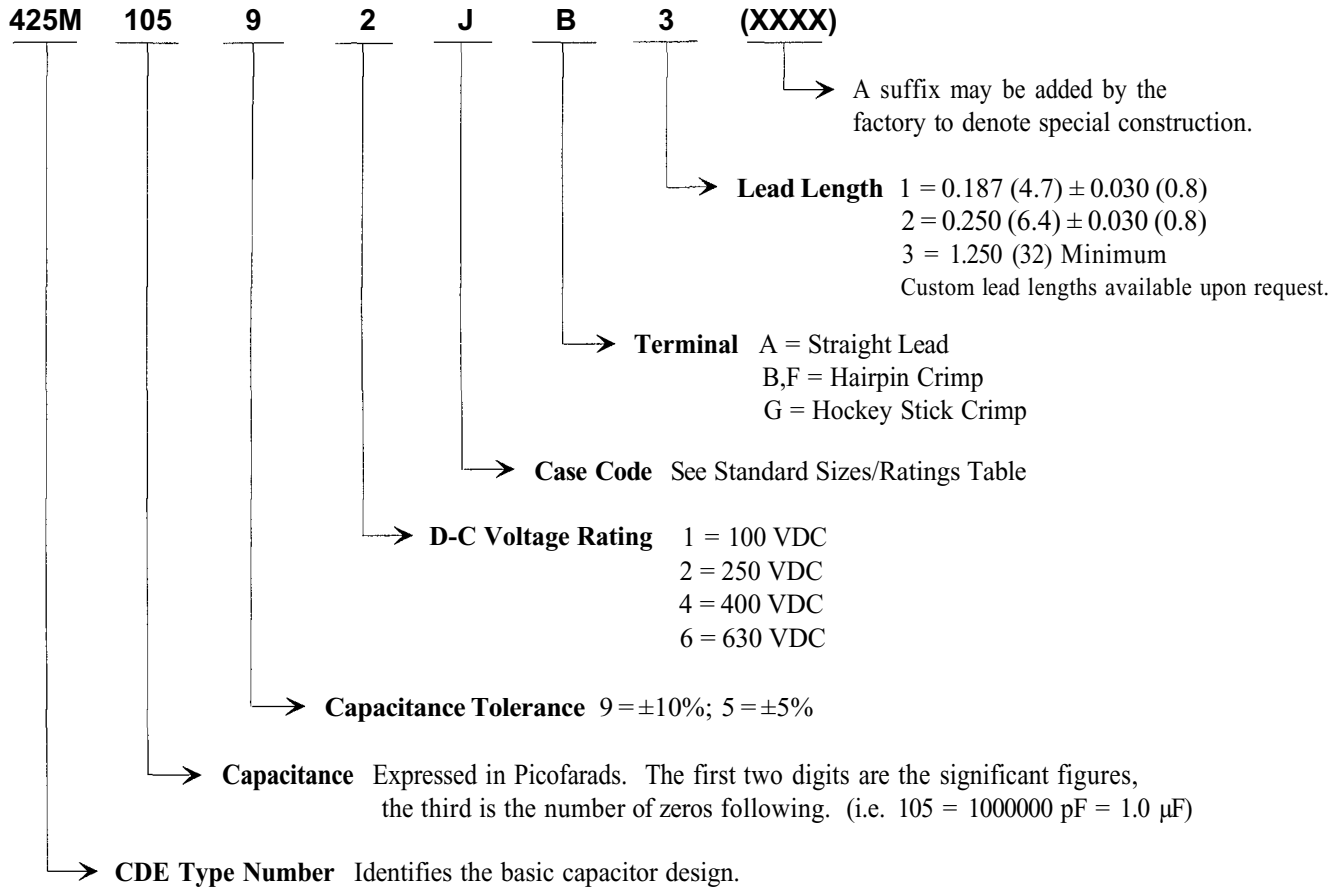 425M 105 9 2 J B 3 (XXXX)
A suffix may be added by the
factory to denote special construction.
Lead Length 1 = 0.187 (4.7) ± 0.030 (0.8)
2 = 0.250 (6.4) ± 0.030 (0.8)
3 = 1.250 (32) Minimum
Custom lead lengths available upon request.
Terminal A = Straight Lead
B,F = Hairpin Crimp
G = Hockey Stick Crimp
Case Code See Standard Sizes/Ratings Table
D-C Voltage Rating 1 = 100 VDC
2 = 250 VDC
4 = 400 VDC
6 = 630 VDC
Capacitance Tolerance 9 = ±10%; 5 = ±5%
Capacitance Expressed in Picofarads. The first two digits are the significant figures,
the third is the number of zeros following. (i.e. 105 = 1000000 pF = 1.0 μF)
CDE Type Number Identifies the basic capacitor design.